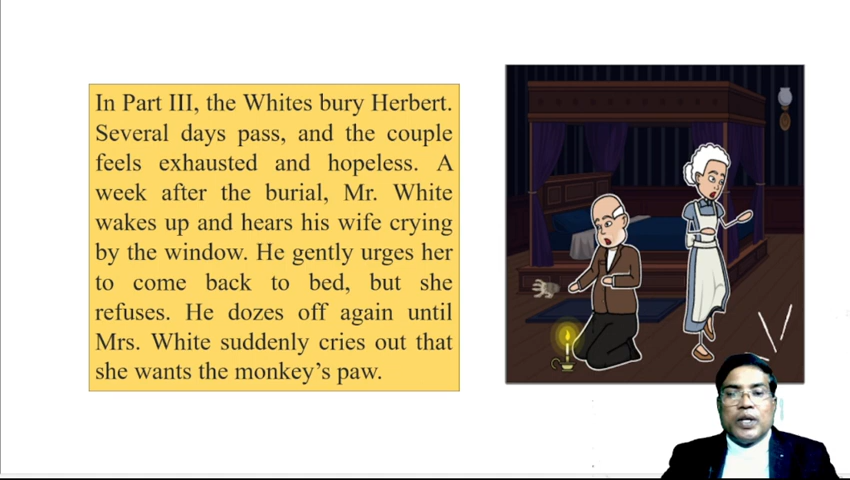 In Part III, the Whites bury Herbert.
Several days pass, and the couple
feels exhausted and hopeless. A
week after the burial, Mr. White
wakes up and hears his wife crying
by the window. He gently urges her
to come back to bed, but she
refuses. He dozes off again until
Mrs. White suddenly cries out that
she wants the monkey’s paw.